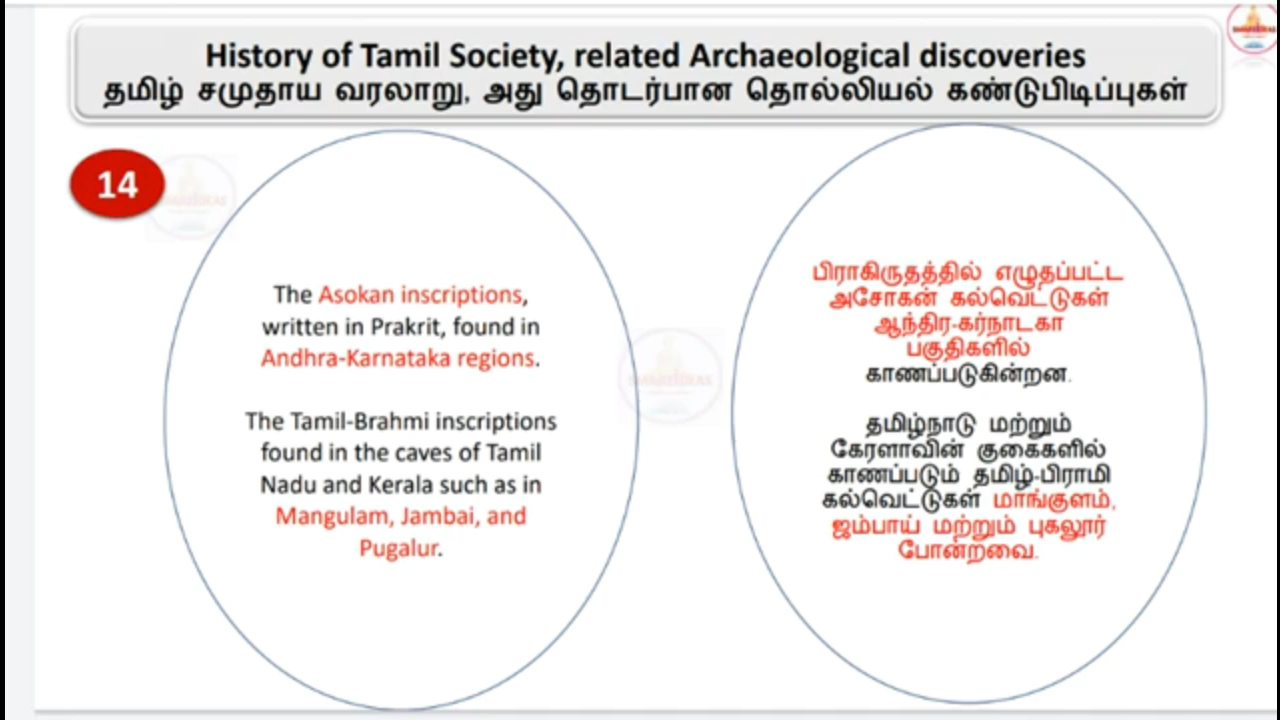 History of Tamil Society, related Archaeological discoveries
தமிழ் சமுதாய வரலாறு, அது தொடர்பான தொல்லியல் கண்டுபிடிப்புகள்
14
The Asokan inscriptions,
written in Prakrit, found in
Andhra-Karnataka regions.
The Tamil-Brahmi inscriptions
found in the caves of Tamil
Nadu and Kerala such as in
Mangulam, Jambai, and
Pugalur.
பிராகிருதத்தில் எழுதப்பட்ட
அசோகன் கல்வெட்டுகள்
ஆந்திர-கர்நாடகா
பகுதிகளில்
காணப்படுகின்றன.
தமிழ்நாடு மற்றும்
கேரளாவின் குகைகளில்
காணப்படும் தமிழ்-பிராமி
கல்வெட்டுகள் மாங்குளம்,
ஜம்பாய் மற்றும் புகலூர்
போன்றவை.